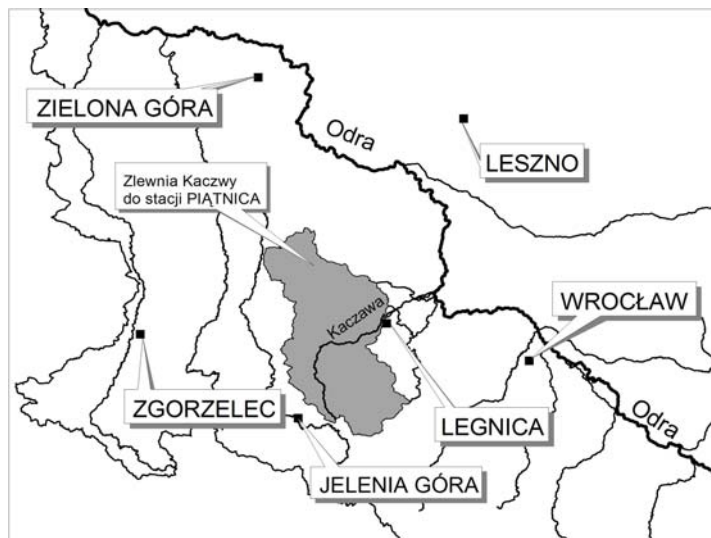 ZIELONA GÓRA
Odra
LESZNO
Zlewnia Kaczwy
do stacji PIĄTNICA
WROCŁAW
Kaczawa
ZGORZELEC
LEGNICA
Odra
JELENIA GÓRA